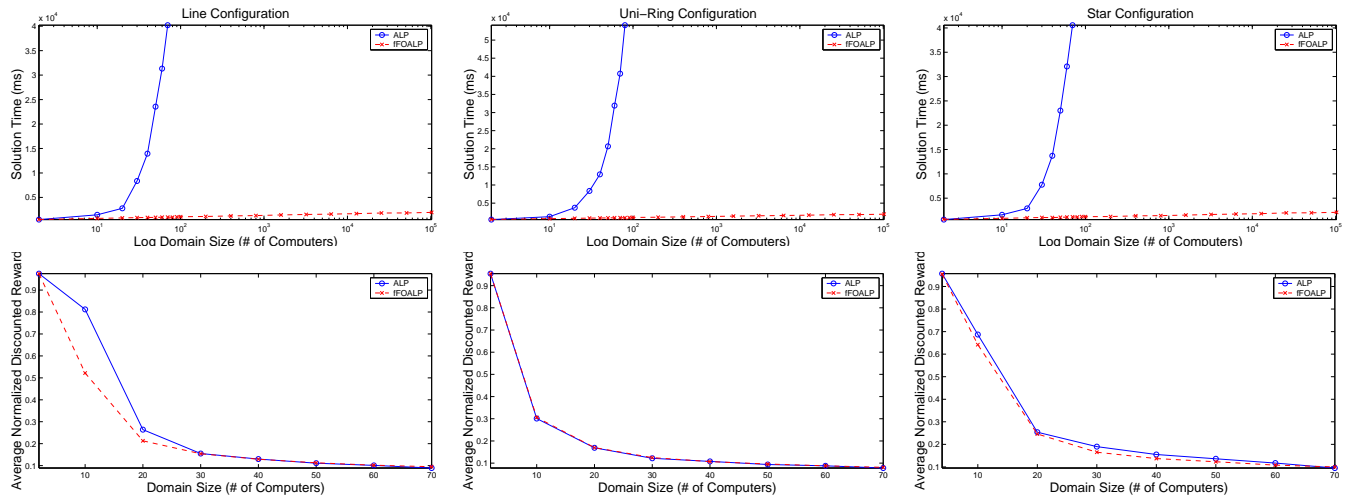 Line Configuration
x 10^4
4
3.5
3
2.5
2
1.5
1
0.5
Solution Time (ms)
ALP
fFOALP
10^1
10^2
10^3
10^4
10^5
Log Domain Size (# of Computers)
Uni−Ring Configuration
x 10^4
5
4.5
4
3.5
3
2.5
2
1.5
1
0.5
Solution Time (ms)
ALP
fFOALP
10^1
10^2
10^3
10^4
10^5
Log Domain Size (# of Computers)
Star Configuration
x 10^4
4
3.5
3
2.5
2
1.5
1
0.5
Solution Time (ms)
ALP
fFOALP
10^1
10^2
10^3
10^4
10^5
Log Domain Size (# of Computers)
Average Normalized Discounted Reward
0.9
0.8
0.7
0.6
0.5
0.4
0.3
0.2
0.1
ALP
fFOALP
10 20 30 40 50 60 70
Domain Size (# of Computers)
Average Normalized Discounted Reward
0.9
0.8
0.7
0.6
0.5
0.4
0.3
0.2
0.1
ALP
fFOALP
10 20 30 40 50 60 70
Domain Size (# of Computers)
Average Normalized Discounted Reward
0.9
0.8
0.7
0.6
0.5
0.4
0.3
0.2
0.1
ALP
fFOALP
10 20 30 40 50 60 70
Domain Size (# of Computers)